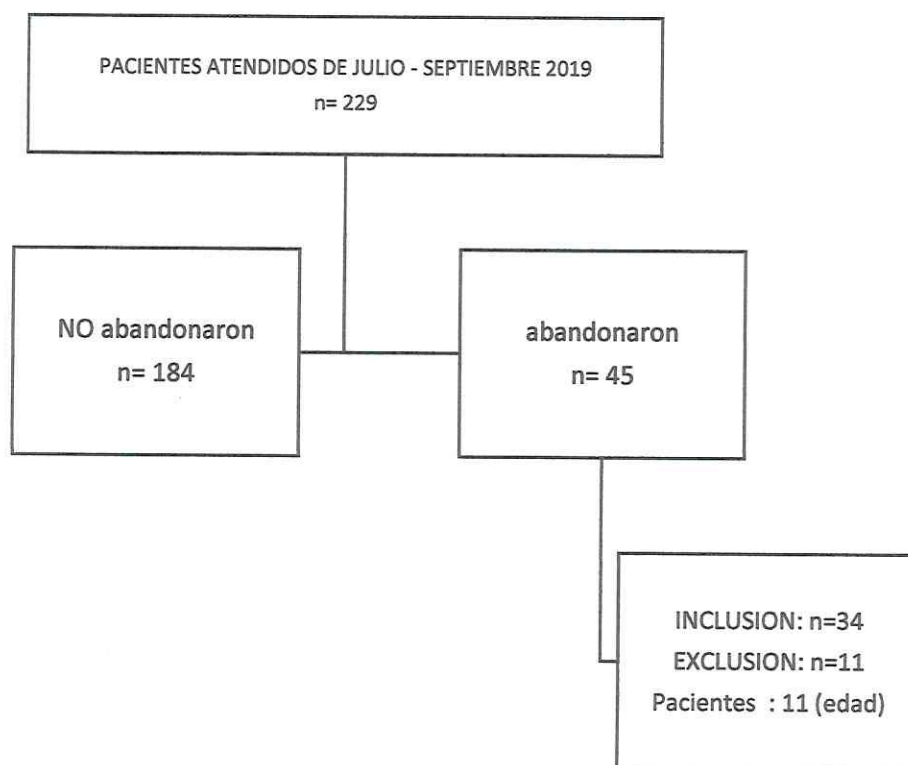 PACIENTES ATENDIDOS DE JULIO - SEPTIEMBRE 2019
n= 229
NO abandonaron
n= 184
abandonaron
n= 45
INCLUSION: n=34
EXCLUSION: n=11
Pacientes : 11 (edad)